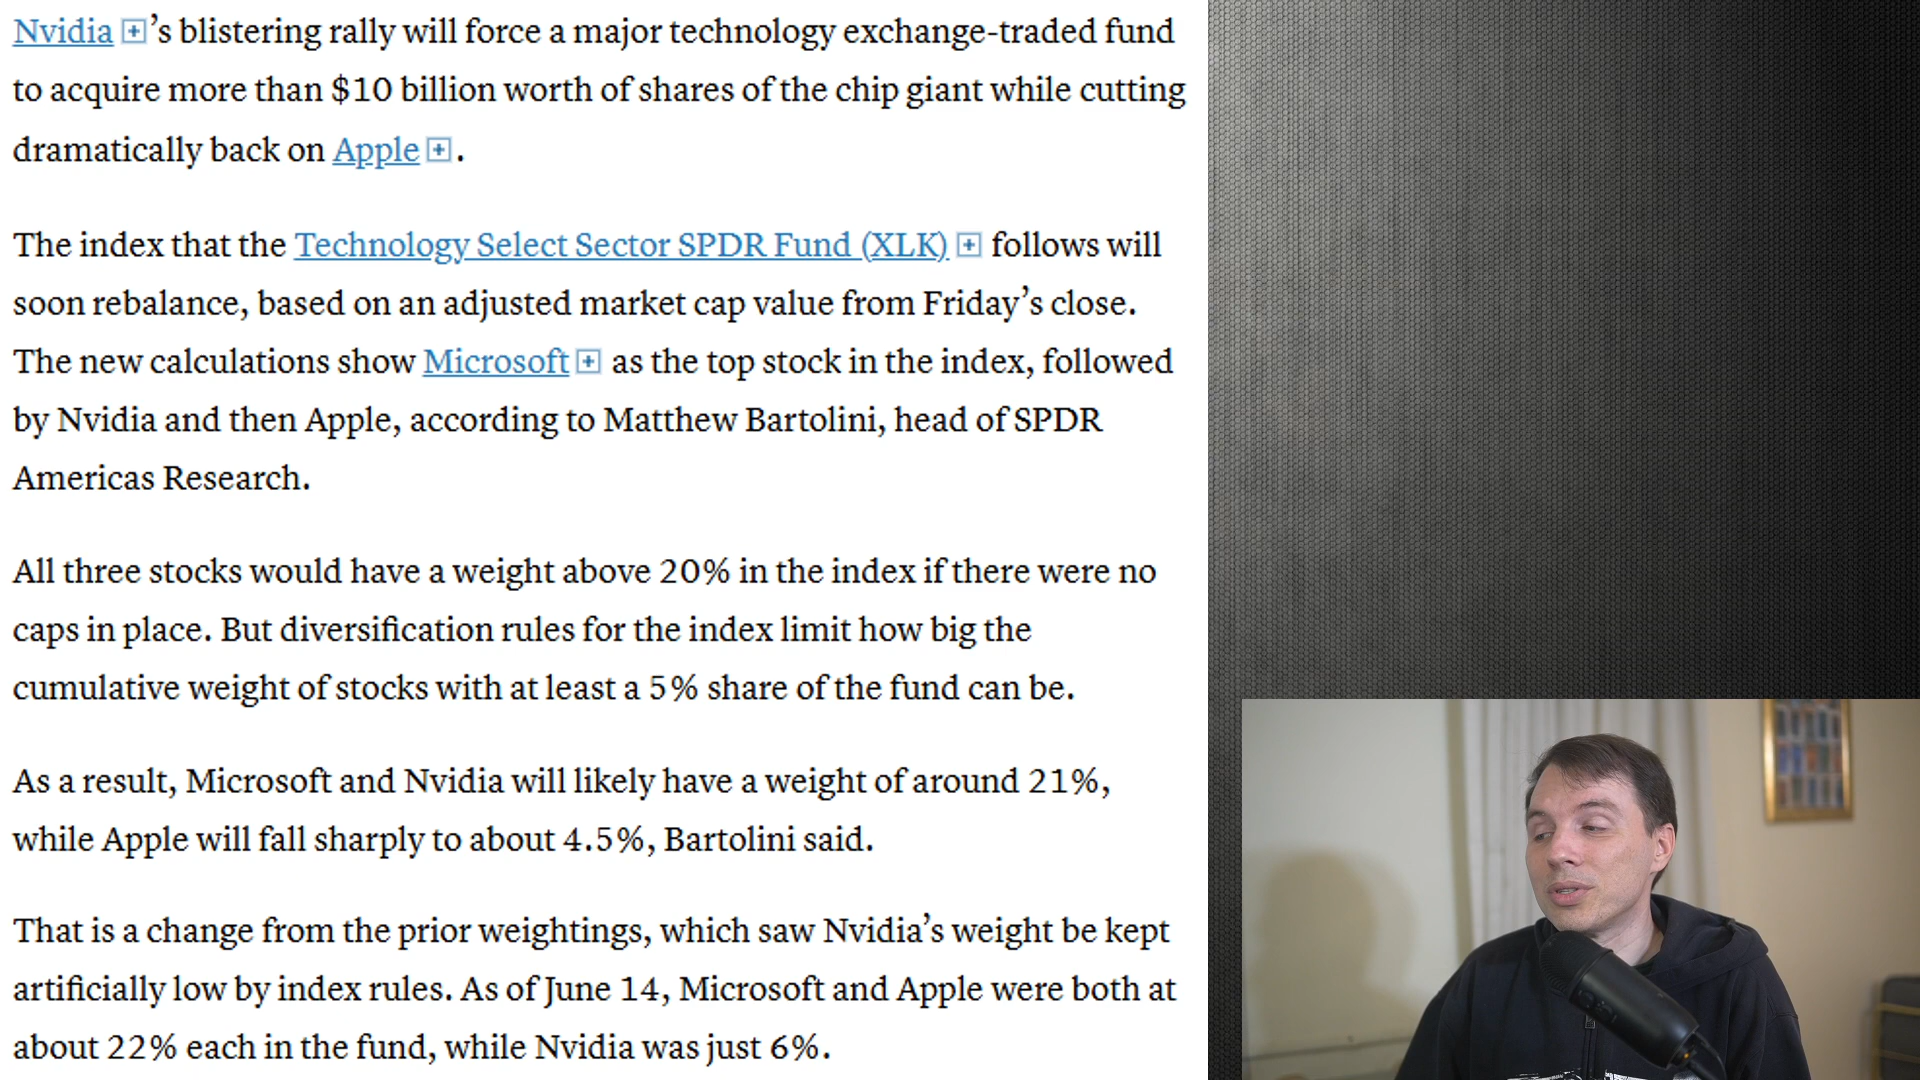 Nvidia’s blistering rally will force a major technology exchange-traded fund
to acquire more than $10 billion worth of shares of the chip giant while cutting
dramatically back on Apple.
The index that the Technology Select Sector SPDR Fund (XLK) follows will
soon rebalance, based on an adjusted market cap value from Friday’s close.
The new calculations show Microsoft as the top stock in the index, followed
by Nvidia and then Apple, according to Matthew Bartolini, head of SPDR
Americas Research.
All three stocks would have a weight above 20% in the index if there were no
caps in place. But diversification rules for the index limit how big the
cumulative weight of stocks with at least a 5% share of the fund can be.
As a result, Microsoft and Nvidia will likely have a weight of around 21%,
while Apple will fall sharply to about 4.5%, Bartolini said.
That is a change from the prior weightings, which saw Nvidia’s weight be kept
artificially low by index rules. As of June 14, Microsoft and Apple were both at
about 22% each in the fund, while Nvidia was just 6%.